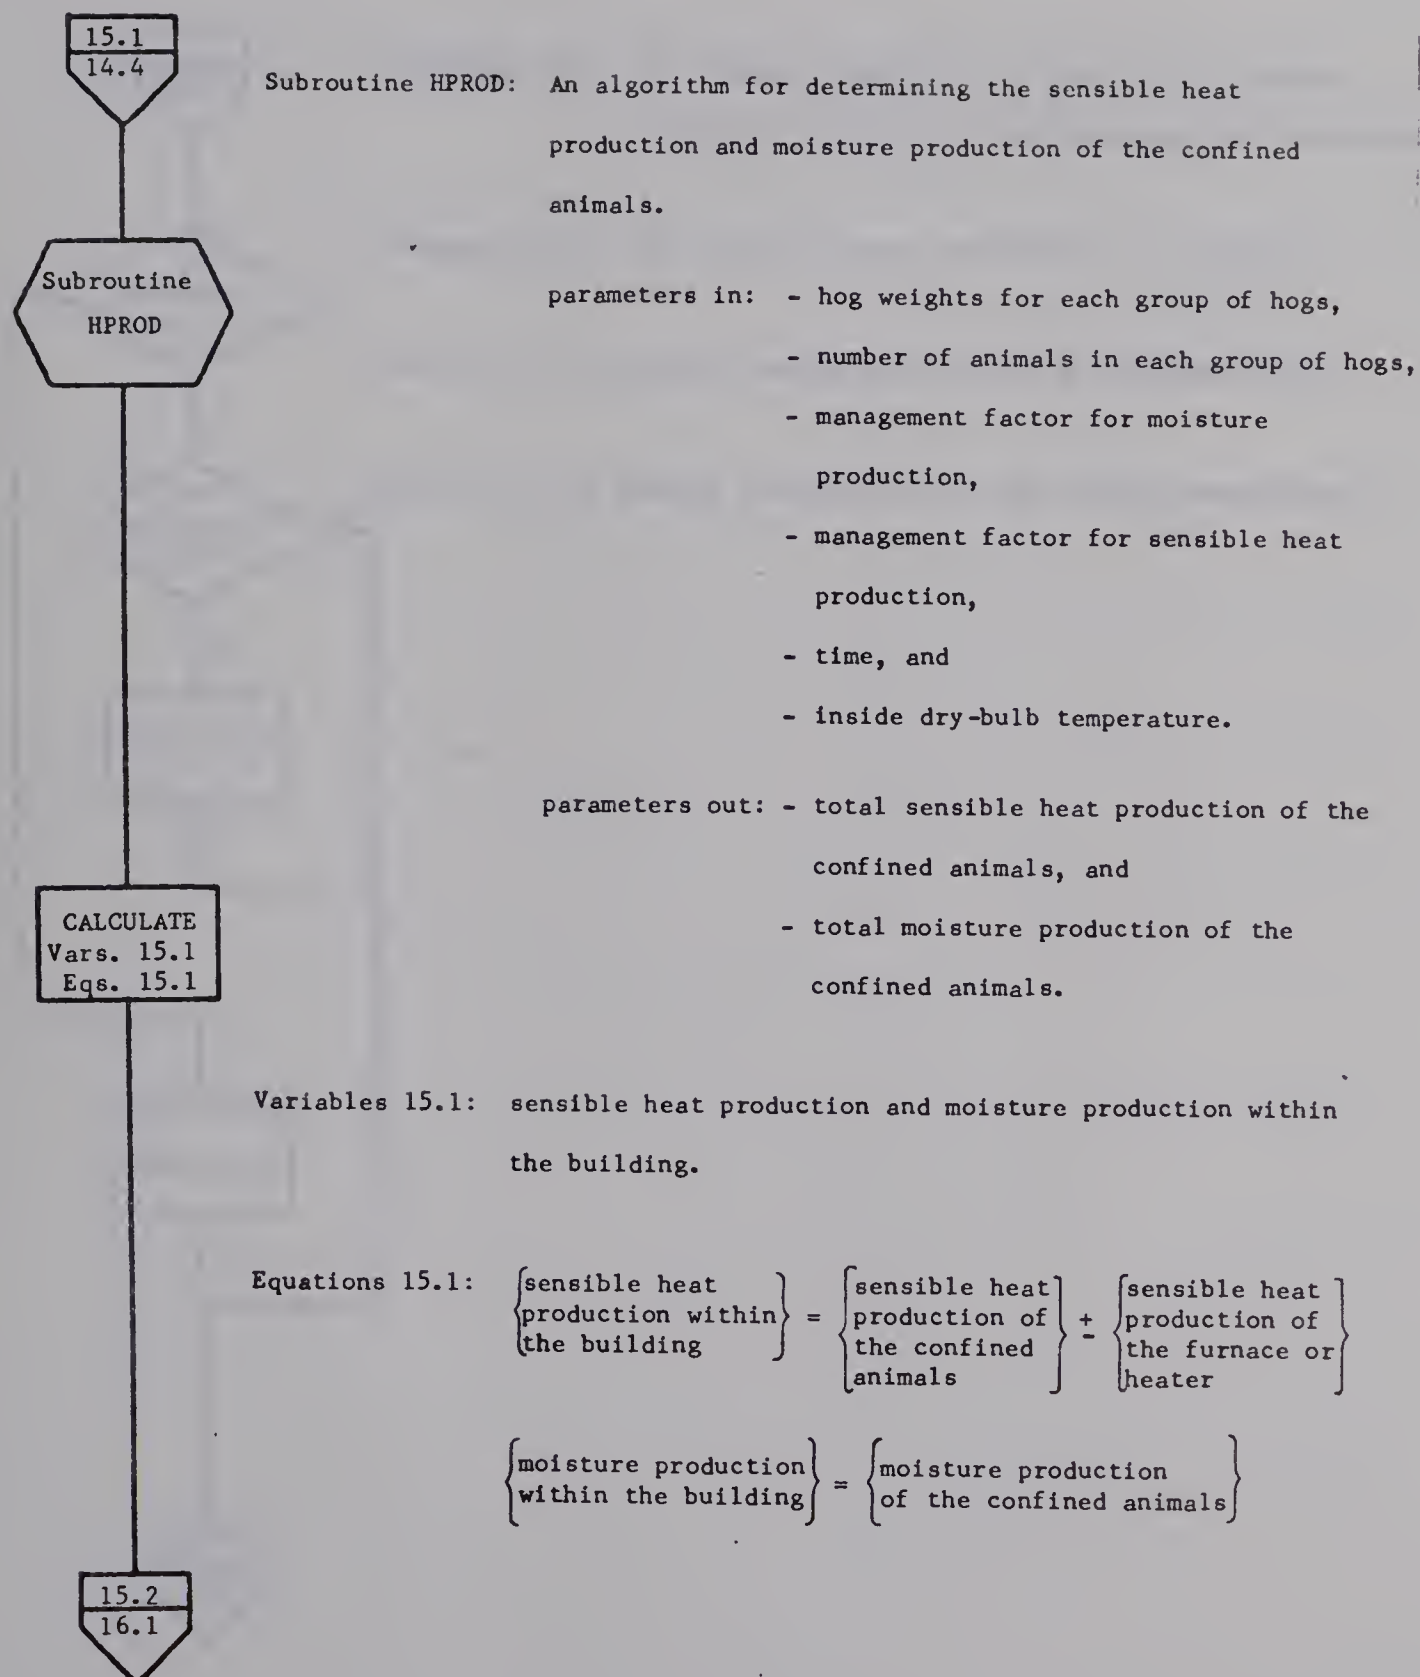 15.1
14.4
Subroutine HPROD: An algorithm for determining the sensible heat
production and moisture production of the confined
animals.
Subroutine
HPROD
parameters in: - hog weights for each group of hogs,
- number of animals in each group of hogs,
- management factor for moisture
production,
- management factor for sensible heat
production,
- time, and
- inside dry-bulb temperature.
parameters out: - total sensible heat production of the
confined animals, and
- total moisture production of the
confined animals.
CALCULATE
Vars. 15.1
Eqs. 15.1
Variables 15.1: sensible heat production and moisture production within
the building.
Equations 15.1:
sensible heat
production within
the building
=
sensible heat
production of
the confined
animals
±
sensible heat
production of
the furnace or
heater
moisture production
within the building
=
moisture production
of the confined animals
15.2
16.1